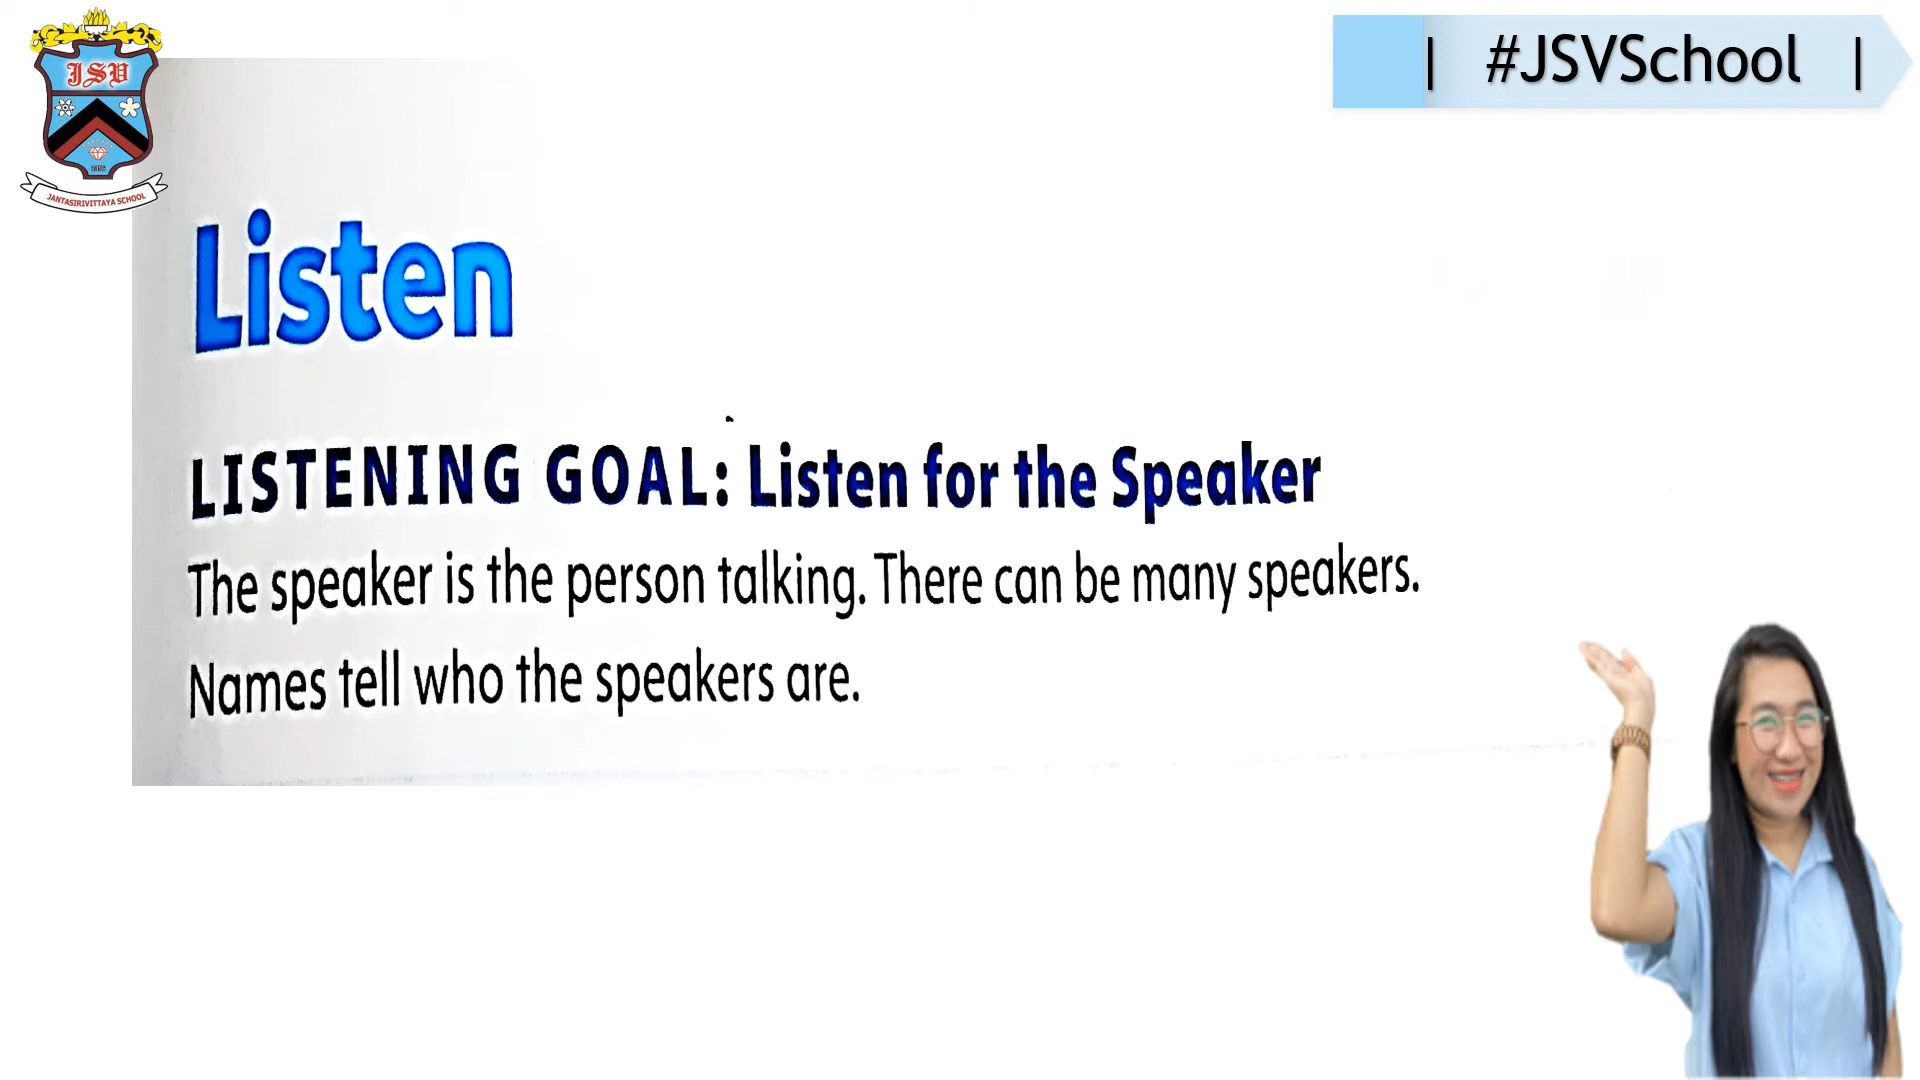 JSV
2496
JANTASIRIVITTAYA SCHOOL
| #JSVSchool |
Listen
LISTENING GOAL: Listen for the Speaker
The speaker is the person talking. There can be many speakers.
Names tell who the speakers are.